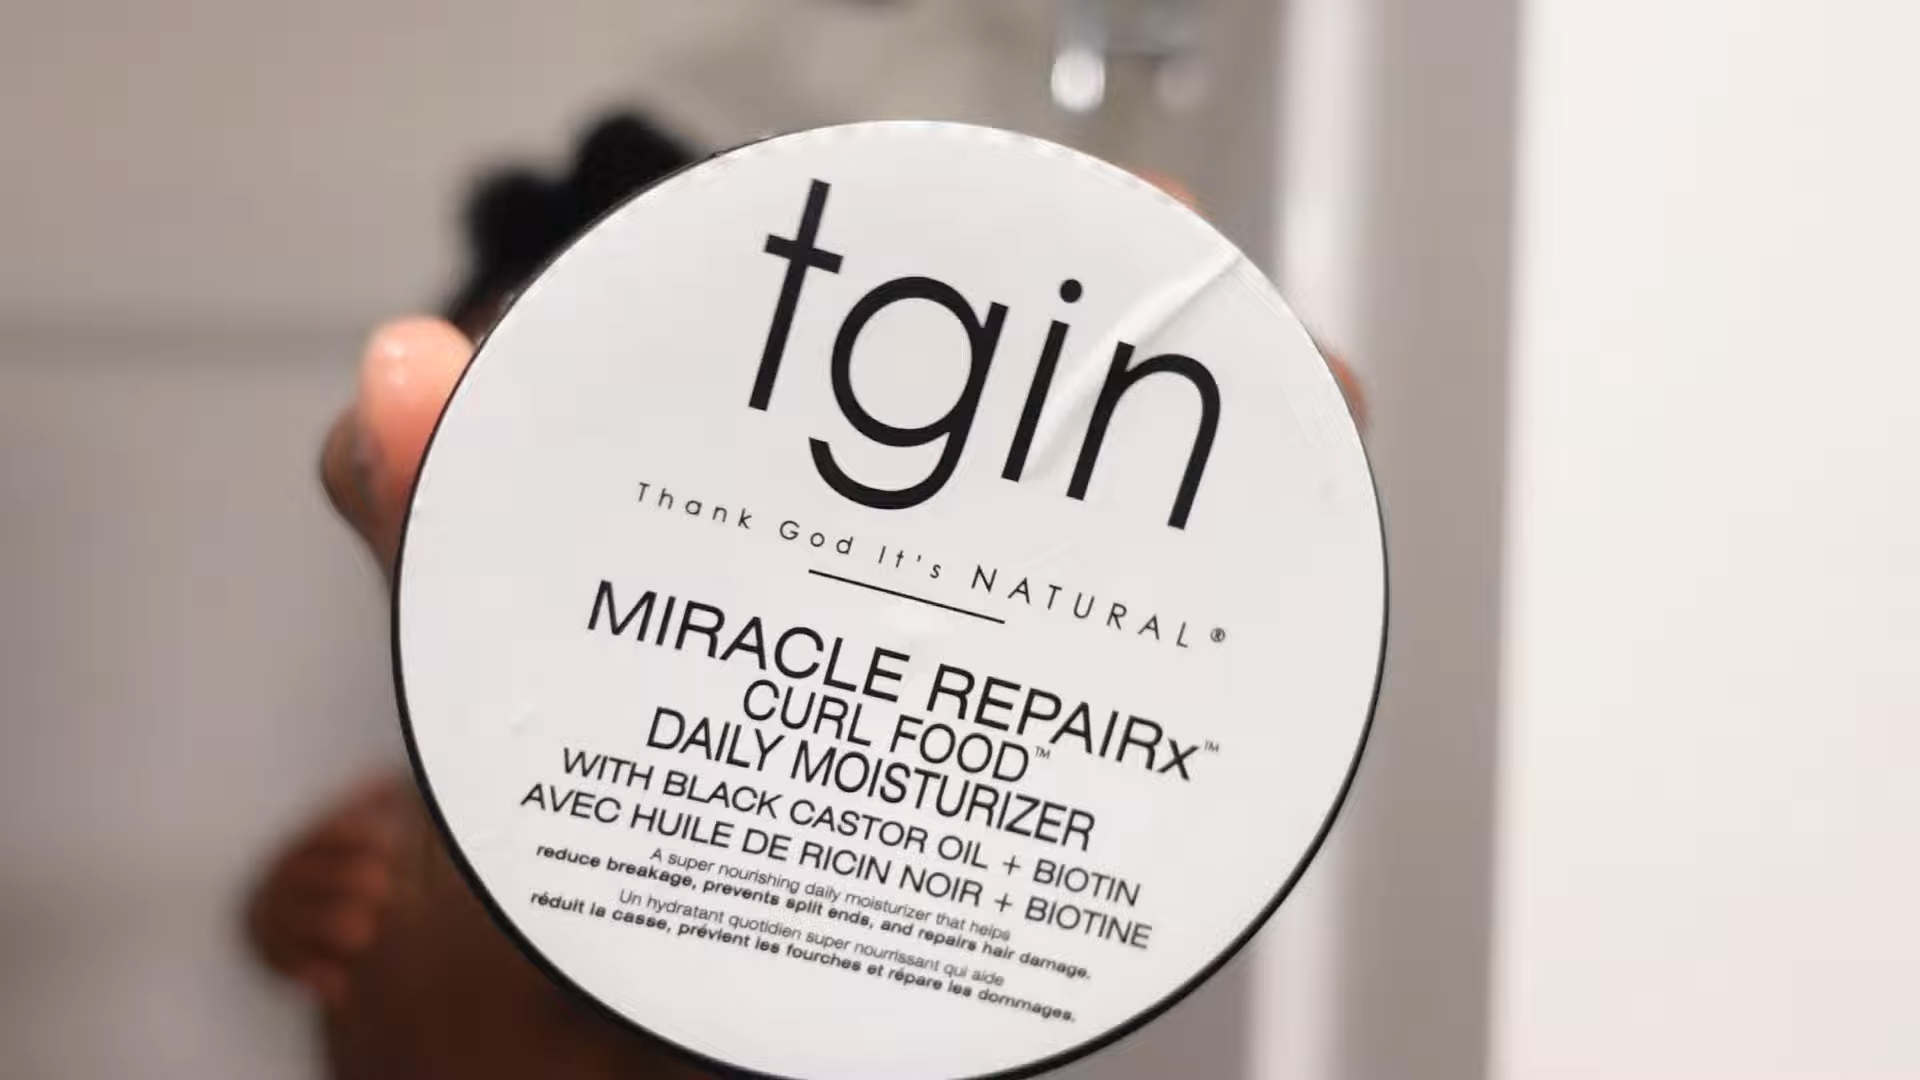 tgin
Thank God It's NATURAL®
MIRACLE REPAIRx™
CURL FOOD™
DAILY MOISTURIZER
WITH BLACK CASTOR OIL + BIOTIN
AVEC HUILE DE RICIN NOIR + BIOTINE
A super nourishing daily moisturizer that helps
reduce breakage, prevents split ends, and repairs hair damage.
Un hydratant quotidien super nourrissant qui aide
réduit la casse, prévient les fourches et répare les dommages.